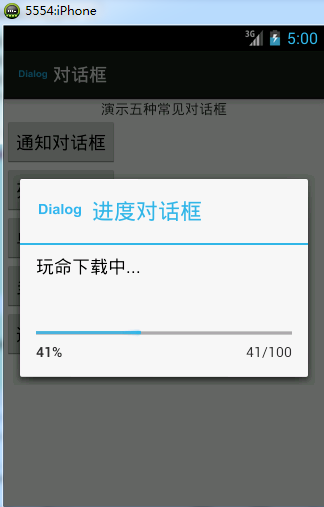 5554:iPhone
3G 5:00
Dialog 对话框
演示五种常见对话框
通知对话框
Dialog 进度对话框
玩命下载中...
41% 41/100